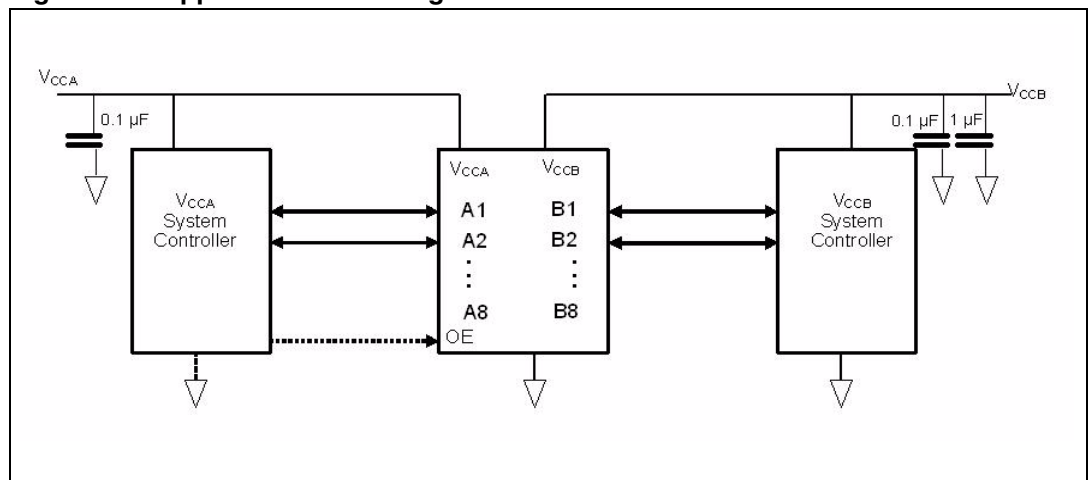 VCCA
VCCB
0.1 µF
0.1 µF 1 µF
VCCA
System
Controller
VCCA VCCB
A1 B1
A2 B2
A8 B8
OE
VCCB
System
Controller